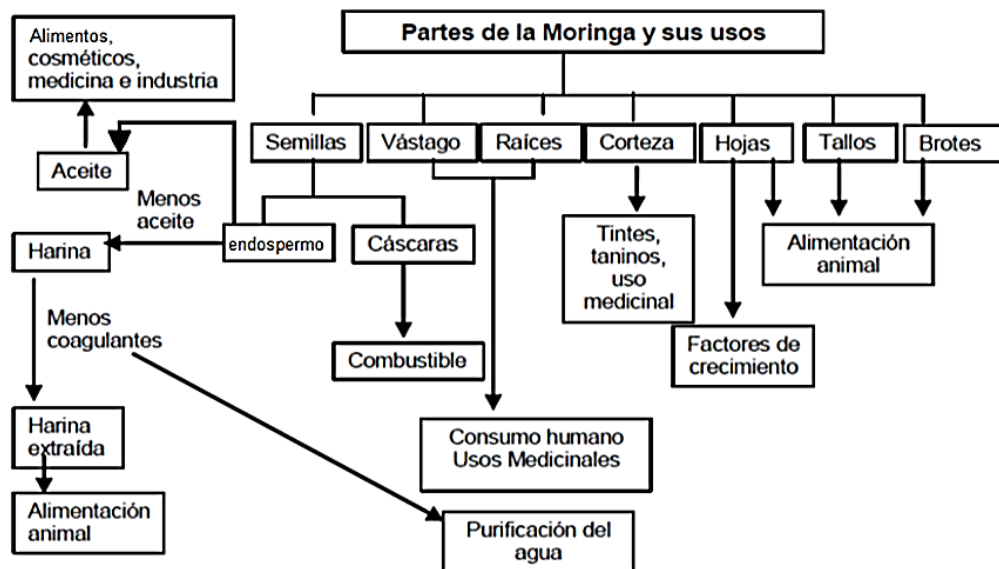 Partes de la Moringa y sus usos
Alimentos,
cosméticos,
medicina e industria
Semillas
Vástago
Raíces
Corteza
Hojas
Tallos
Brotes
Aceite
Menos
aceite
Harina
endospermo
Cáscaras
Tintes,
taninos,
uso
medicinal
Alimentación
animal
Menos
coagulantes
Combustible
Factores de
crecimiento
Harina
extraída
Consumo humano
Usos Medicinales
Alimentación
animal
Purificación del
agua